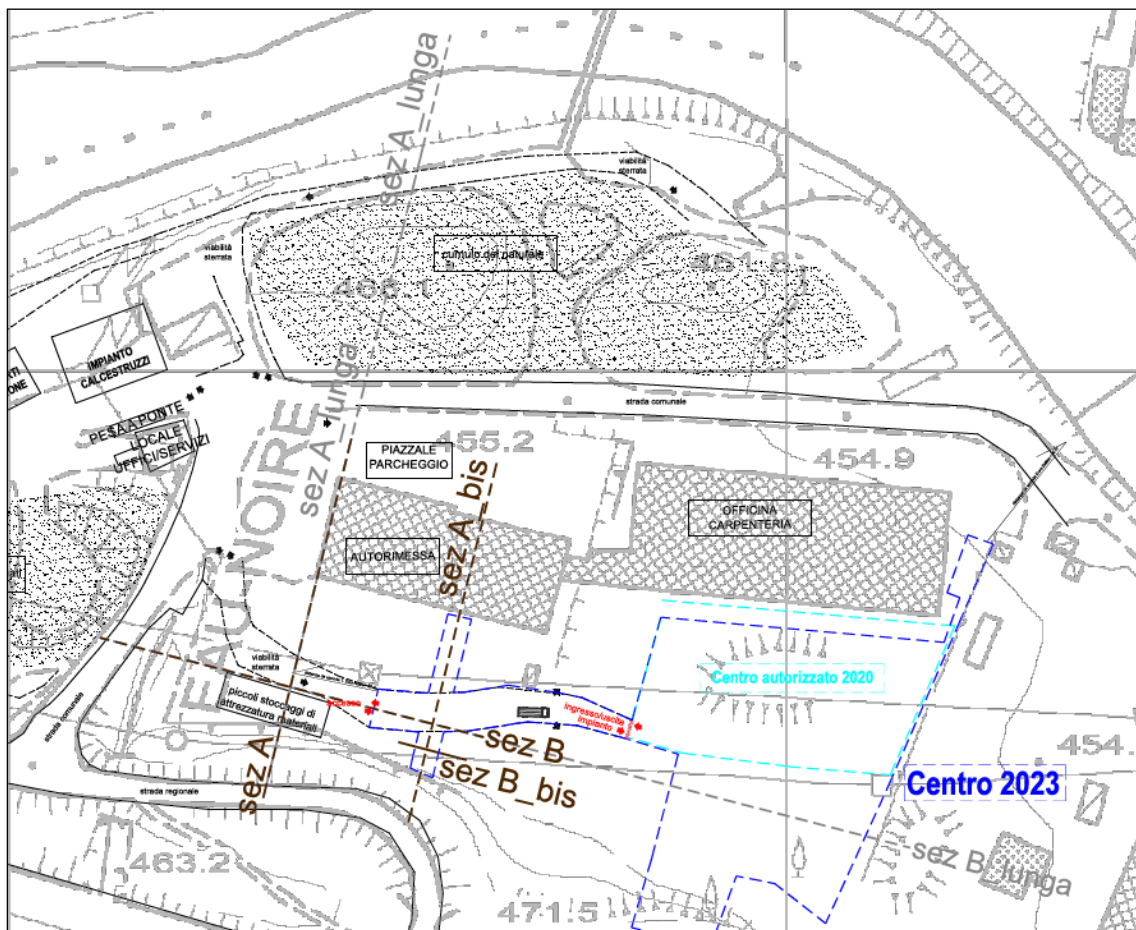 sez A_lunga
viabilità
sterrata
viabilità
sterrata
cumulo del naturale
466.1
461.8
IMPIANTO
CALCESTRUZZI
ONE
PESA A PONTE
LOCALE
UFFICI/SERVIZI
strada comunale
sez A_lunga
EAU NOIRE
PIAZZALE
PARCHEGGIO
455.2
454.9
sez A_bis
OFFICINA
CARPENTERIA
AUTORIMESSA
viabilità
sterrata
Centro autorizzato 2020
piccoli stoccaggi di
attrezzatura materiali
ingresso/uscita
impianto
sez B
sez B_bis
454.
Centro 2023
strada comunale
sez A
strada regionale
463.2
sez B_lunga
471.5